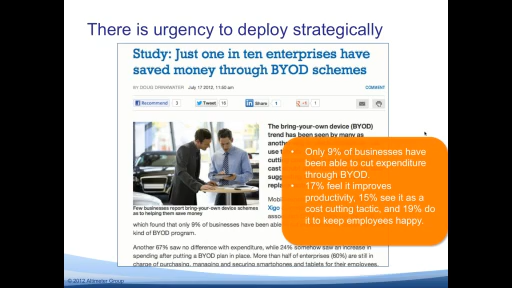 There is urgency to deploy strategically
Study: Just one in ten enterprises have
saved money through BYOD schemes
BY DOUG DRINKWATER July 17 2012, 11:50 am
COMMENT
Recommend 3
Tweet 16
Share 1
+1 1
The bring-your-own device (BYOD)
trend has been seen by many as
use t
cutti
cast
sugg
repla
Mobi
Xigo
asso
• Only 9% of businesses have
been able to cut expenditure
through BYOD.
• 17% feel it improves
productivity, 15% see it as a
cost cutting tactic, and 19% do
it to keep employees happy.
Few businesses report bring-your-own device schemes
as to helping them save money
which found that only 9% of businesses have been able
kind of BYOD program.
Another 67% saw no difference with expenditure, while 24% somehow saw an increase in
spending after putting a BYOD plan in place. More than half of enterprises (60%) are still in
charge of purchasing, managing and securing smartphones and tablets for their employees,
© 2012 Altimeter Group